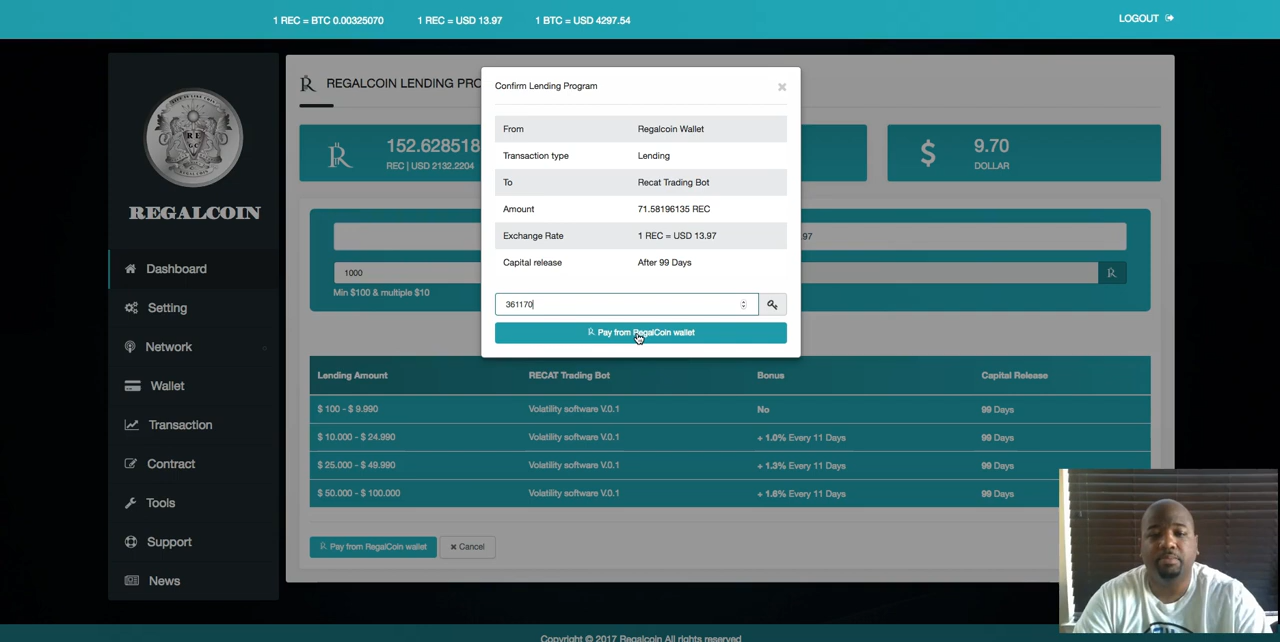 1 REC = BTC 0.00325070 1 REC = USD 13.97 1 BTC = USD 4297.54 LOGOUT
REGALCOIN
Dashboard
Setting
Network
Wallet
Transaction
Contract
Tools
Support
News
REGALCOIN LENDING PRO
152.628518
REC | USD 2132.2204
9.70
DOLLAR
.97
1000
Min $100 & multiple $10
Confirm Lending Program
From Regalcoin Wallet
Transaction type Lending
To Recat Trading Bot
Amount 71.58196135 REC
Exchange Rate 1 REC = USD 13.97
Capital release After 99 Days
361170
Pay from RegalCoin wallet
Lending Amount RECAT Trading Bot Bonus Capital Release
$ 100 - $ 9.990 Volatility software V.0.1 No 99 Days
$ 10.000 - $ 24.990 Volatility software V.0.1 + 1.0% Every 11 Days 99 Days
$ 25.000 - $ 49.990 Volatility software V.0.1 + 1.3% Every 11 Days 99 Days
$ 50.000 - $ 100.000 Volatility software V.0.1 + 1.6% Every 11 Days 99 Days
Pay from RegalCoin wallet Cancel
Copyright © 2017 Regalcoin All rights reserved